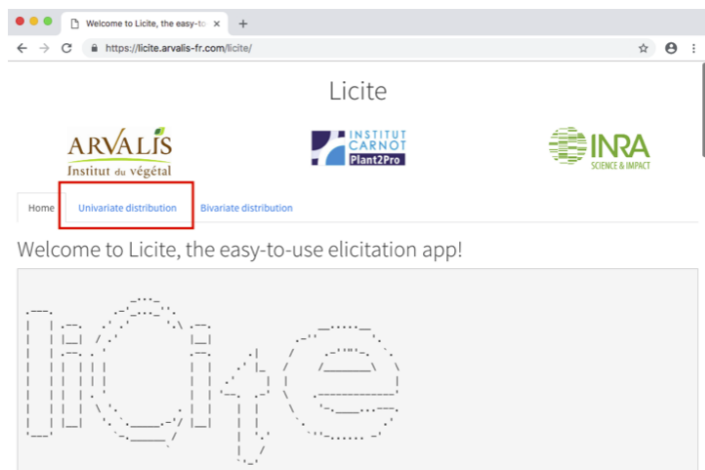 Welcome to Licite, the easy-to
https://licite.arvalis-fr.com/licite/
Licite
ARVALIS
Institut du végétal
INSTITUT
CARNOT
Plant2Pro
INRA
SCIENCE & IMPACT
Home Univariate distribution Bivariate distribution
Welcome to Licite, the easy-to-use elicitation app!
liCite